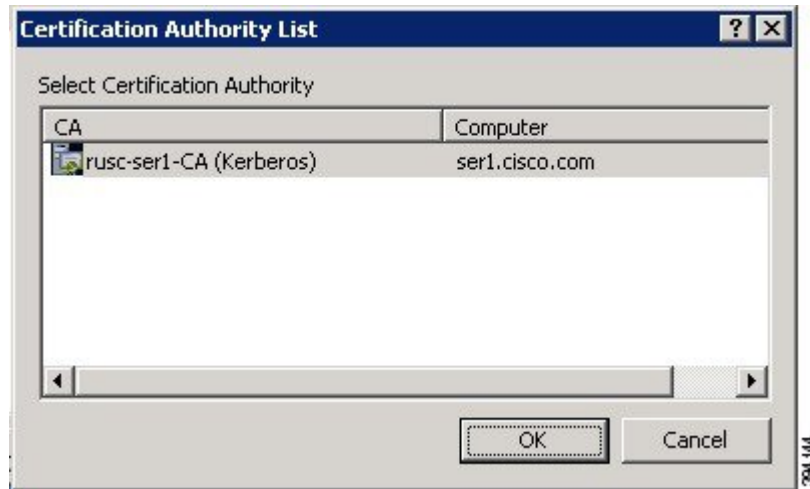 Certification Authority List
Select Certification Authority
CA Computer
rusc-ser1-CA (Kerberos) ser1.cisco.com
OK Cancel